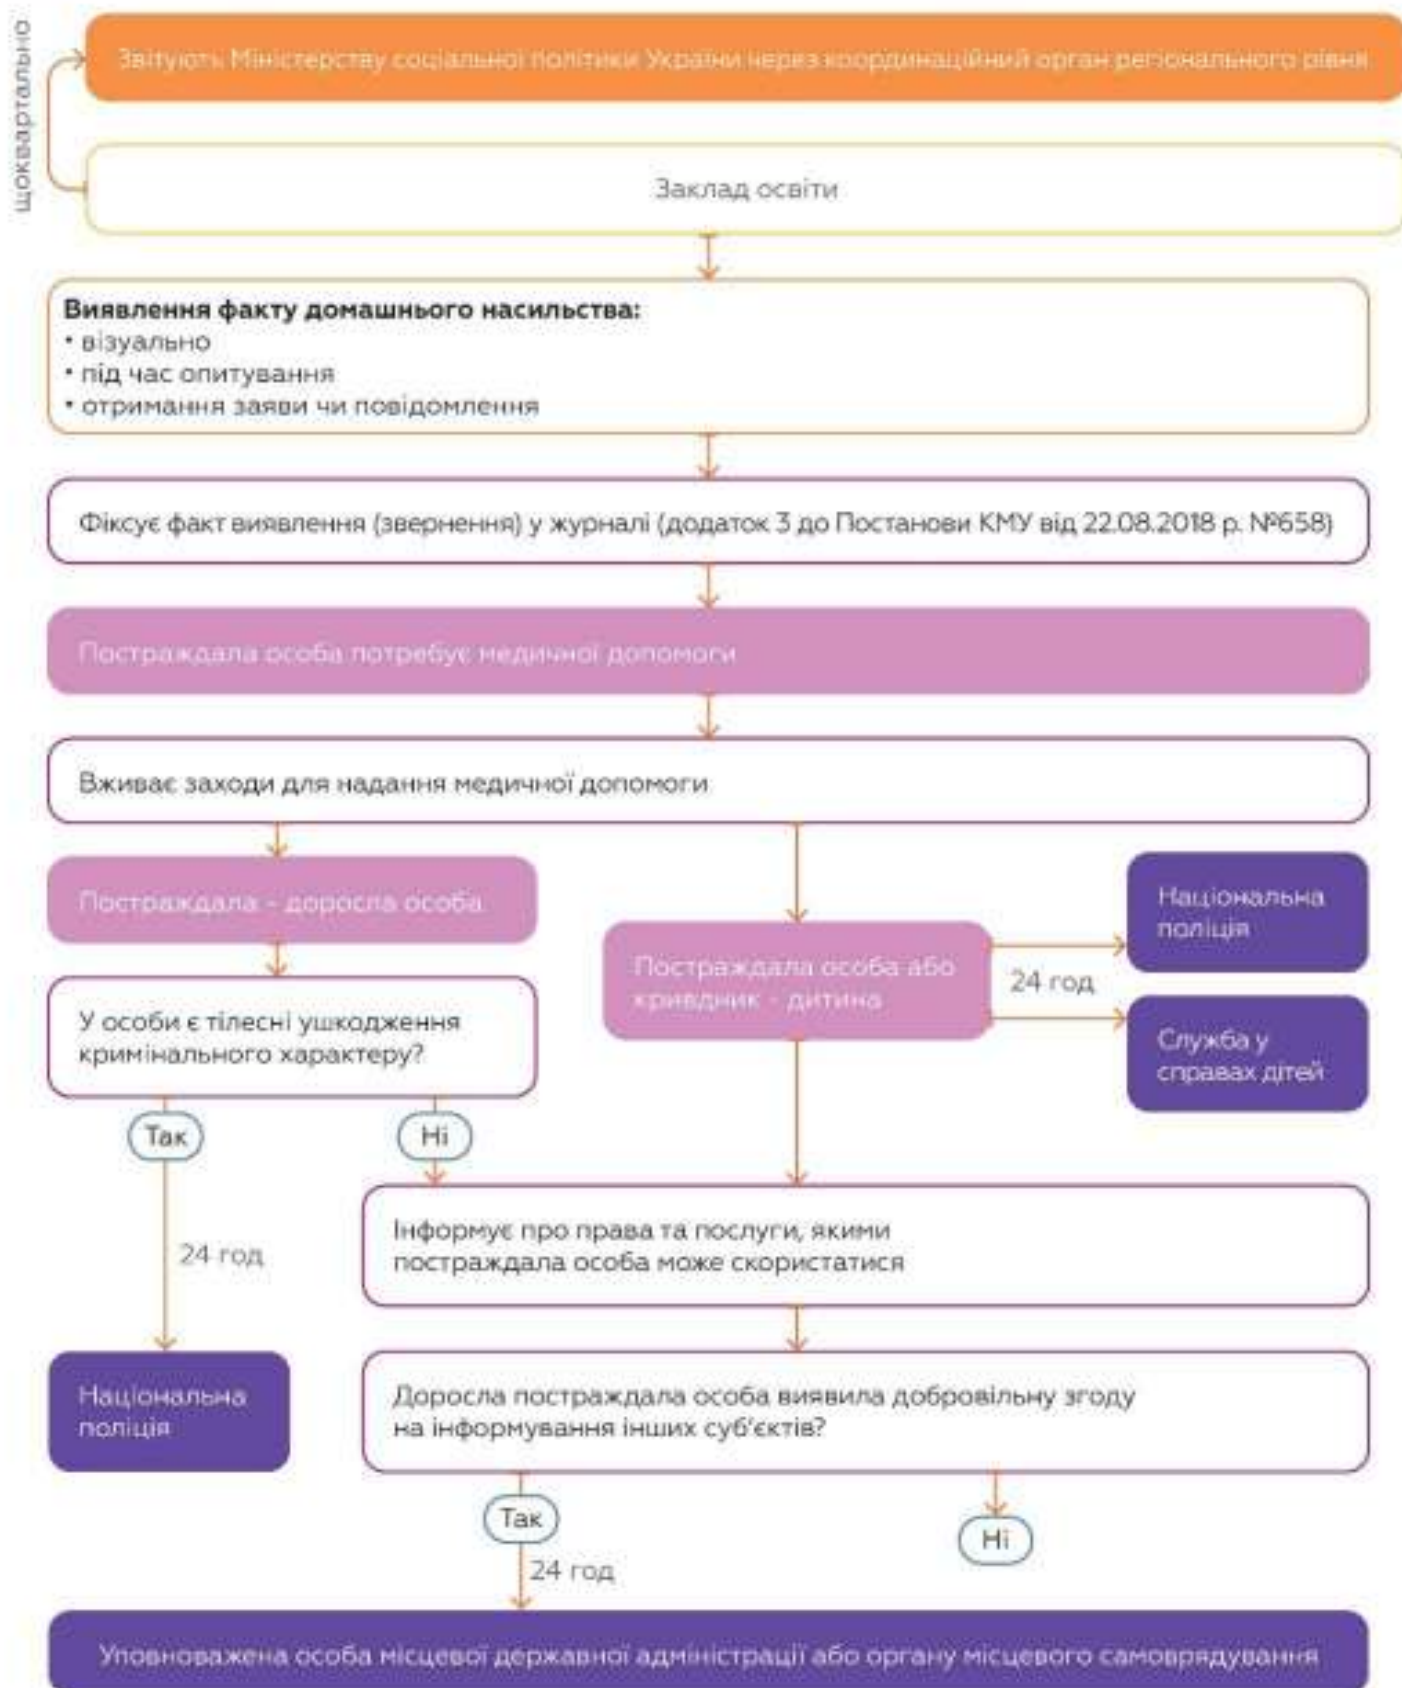 щоквартально
Звітують Міністерству соціальної політики України через координаційний орган регіонального рівня
Заклад освіти
Виявлення факту домашнього насильства:
• візуально
• під час опитування
• отримання заяви чи повідомлення
Фіксує факт виявлення (звернення) у журналі (додаток 3 до Постанови КМУ від 22.08.2018 р. №658)
Постраждала особа потребує медичної допомоги
Вживає заходи для надання медичної допомоги
Постраждала - доросла особа
У особи є тілесні ушкодження
кримінального характеру?
Постраждала особа або
кривдник - дитина
24 год
Національна
поліція
Служба у
справах дітей
Так
Ні
24 год
Національна
поліція
Інформує про права та послуги, якими
постраждала особа може скористатися
Доросла постраждала особа виявила добровільну згоду
на інформування інших суб'єктів?
Так
Ні
24 год
Уповноважена особа місцевої державної адміністрації або органу місцевого самоврядування